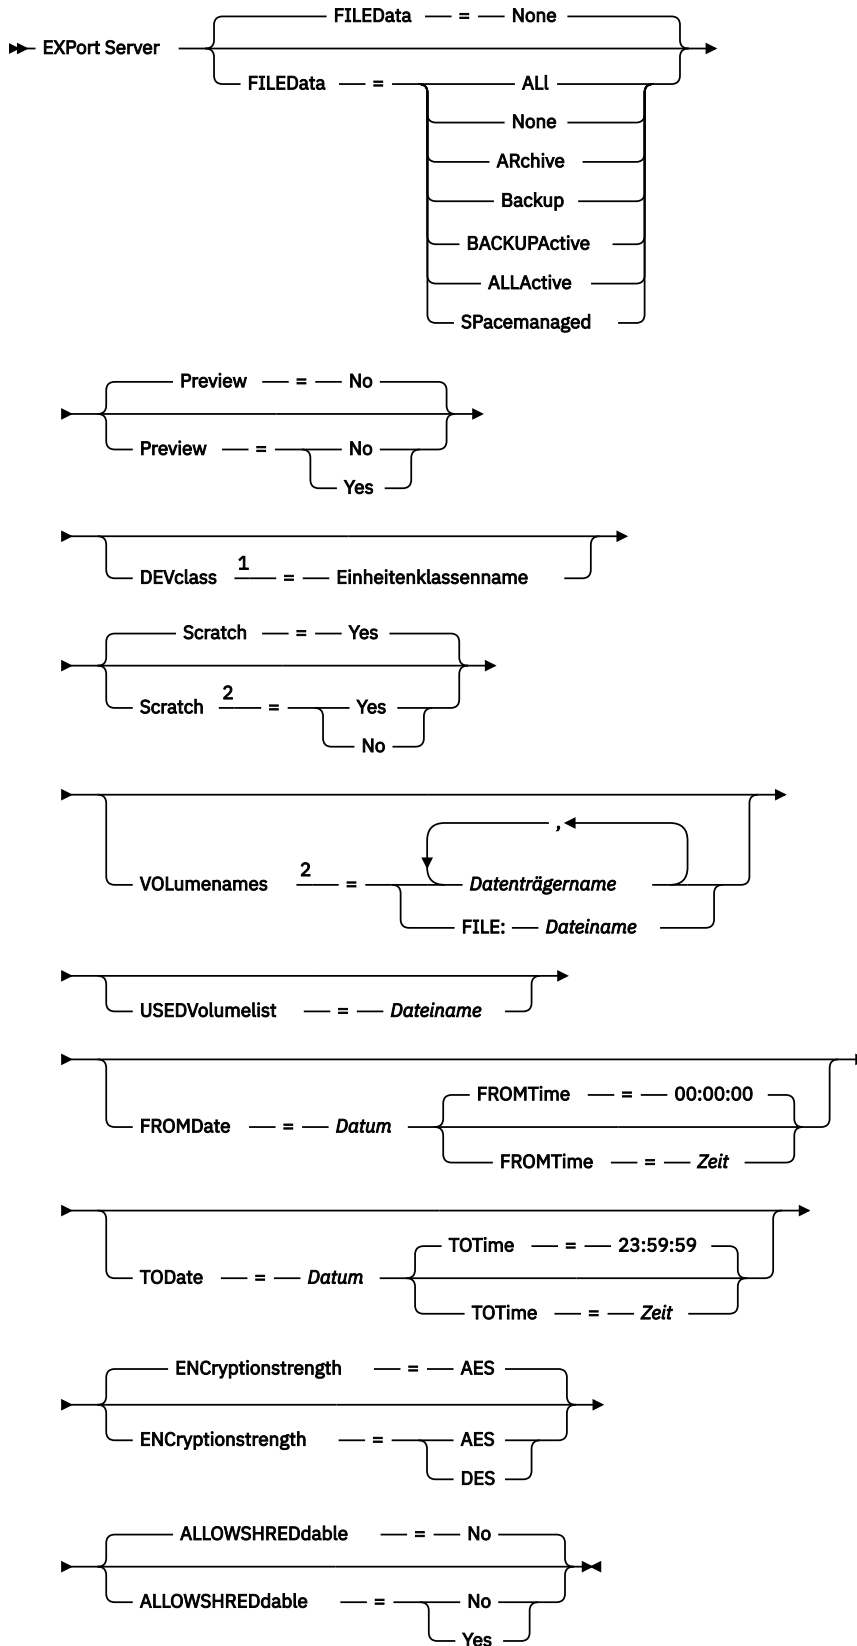 FILEData = None
EXPort Server
FILEData = ALl
None
ARchive
Backup
BACKUPActive
ALLActive
SPacemanaged
Preview = No
Preview = No
Yes
DEVclass 1 = Einheitenklassenname
Scratch = Yes
Scratch 2 = Yes
No
,
VOLumenames 2 = Datenträgername
FILE: Dateiname
USEDVolumelist = Dateiname
FROMTime = 00:00:00
FROMDate = Datum
FROMTime = Zeit
TOTime = 23:59:59
TODate = Datum
TOTime = Zeit
ENCryptionstrength = AES
ENCryptionstrength = AES
DES
ALLOWSHREDdable = No
ALLOWSHREDdable = No
Yes